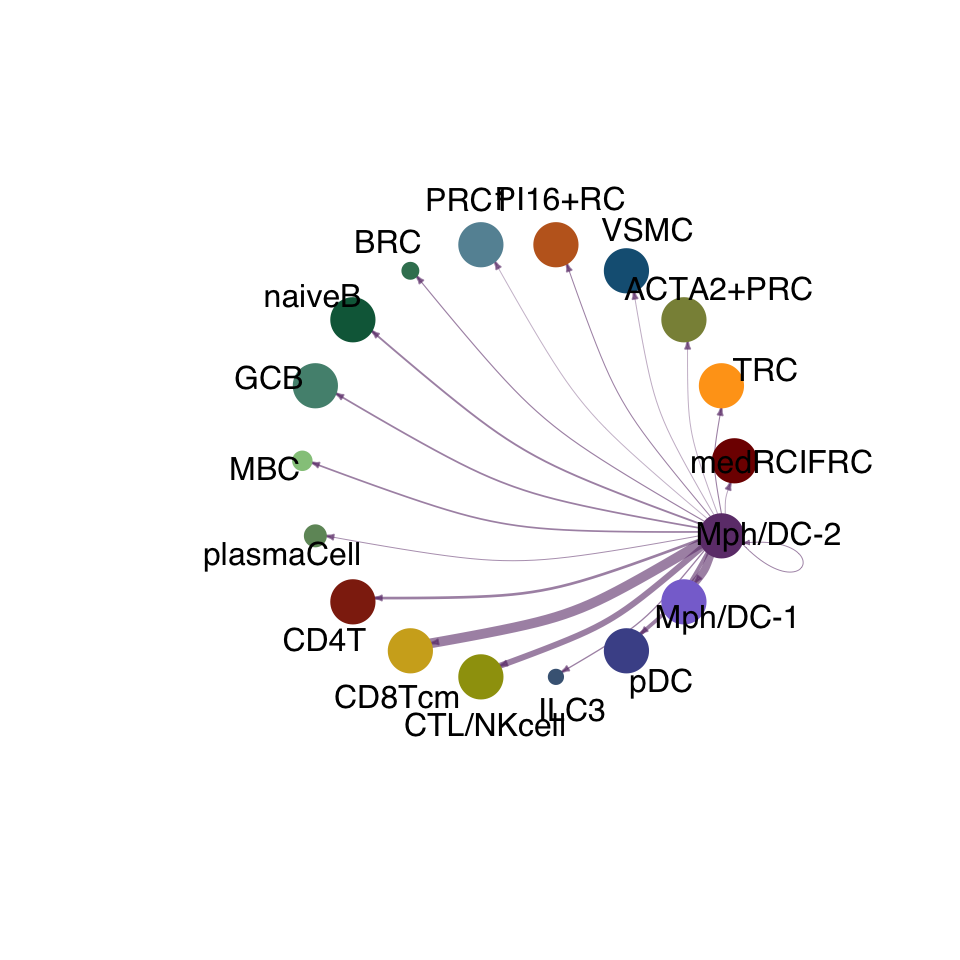 PRC1
PI16+RC
VSMC
BRC
ACTA2+PRC
naiveB
TRC
GCB
medRCIFRC
MBC
Mph/DC-2
plasmaCell
Mph/DC-1
CD4T
pDC
CD8Tcm
ILC3
CTL/NKcell